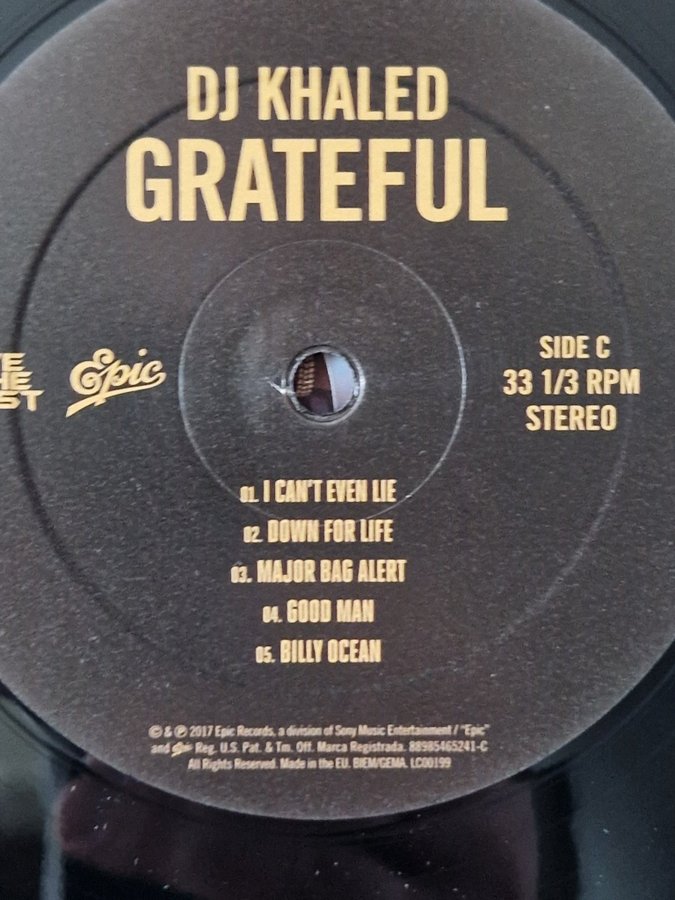 DJ KHALED
GRATEFUL
Epic
SIDE C
33 1/3 RPM
STEREO
01. I CAN'T EVEN LIE
02. DOWN FOR LIFE
03. MAJOR BAG ALERT
04. GOOD MAN
05. BILLY OCEAN
© & ℗ 2017 Epic Records, a division of Sony Music Entertainment / "Epic"
and Epic Reg. U.S. Pat. & Tm. Off. Marca Registrada. 88985465241-C
All Rights Reserved. Made in the EU. BIEM/GEMA. LC00199